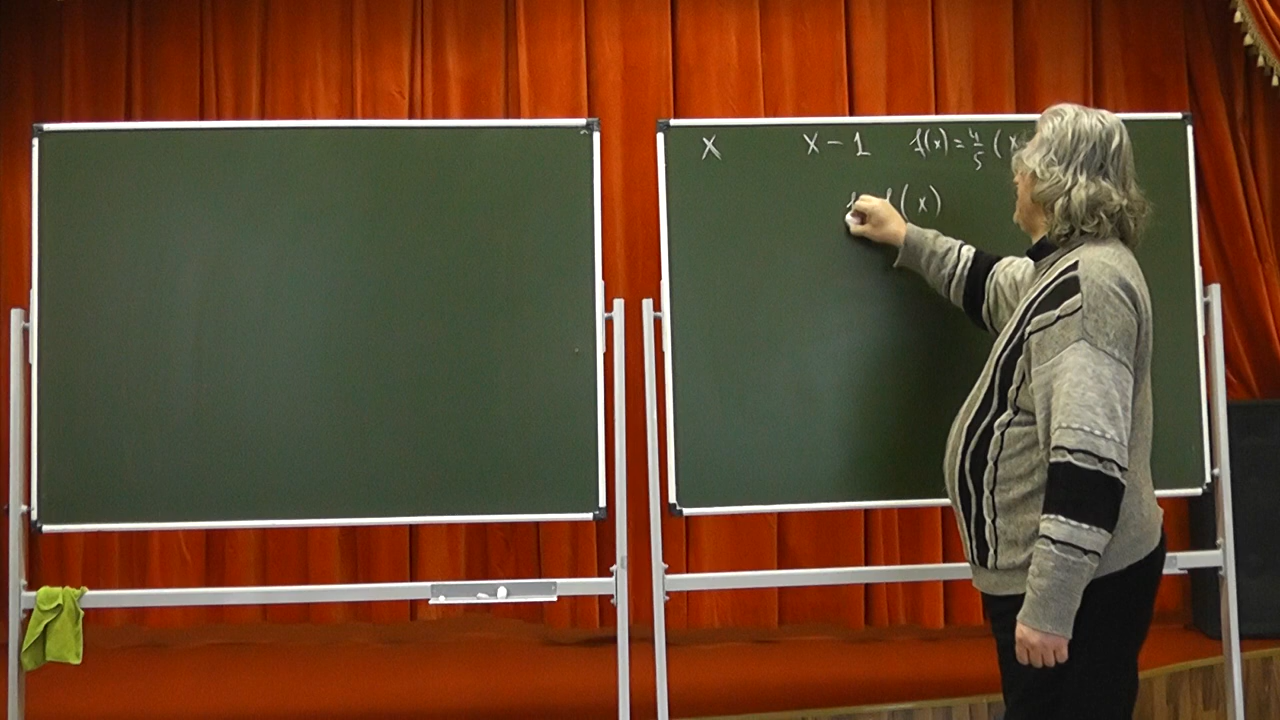 x x - 1 f(x) = 4/5 (x
f(x)